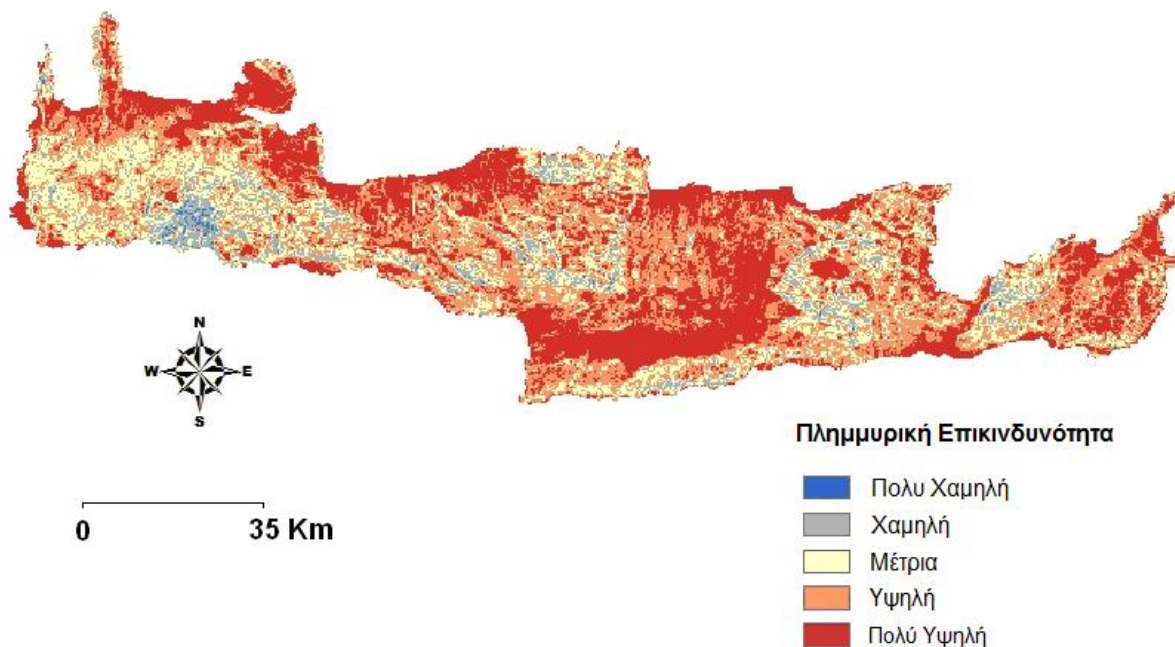 N
W E
S
0 35 Km
Πλημμυρική Επικινδυνότητα
Πολυ Χαμηλή
Χαμηλή
Μέτρια
Υψηλή
Πολύ Υψηλή